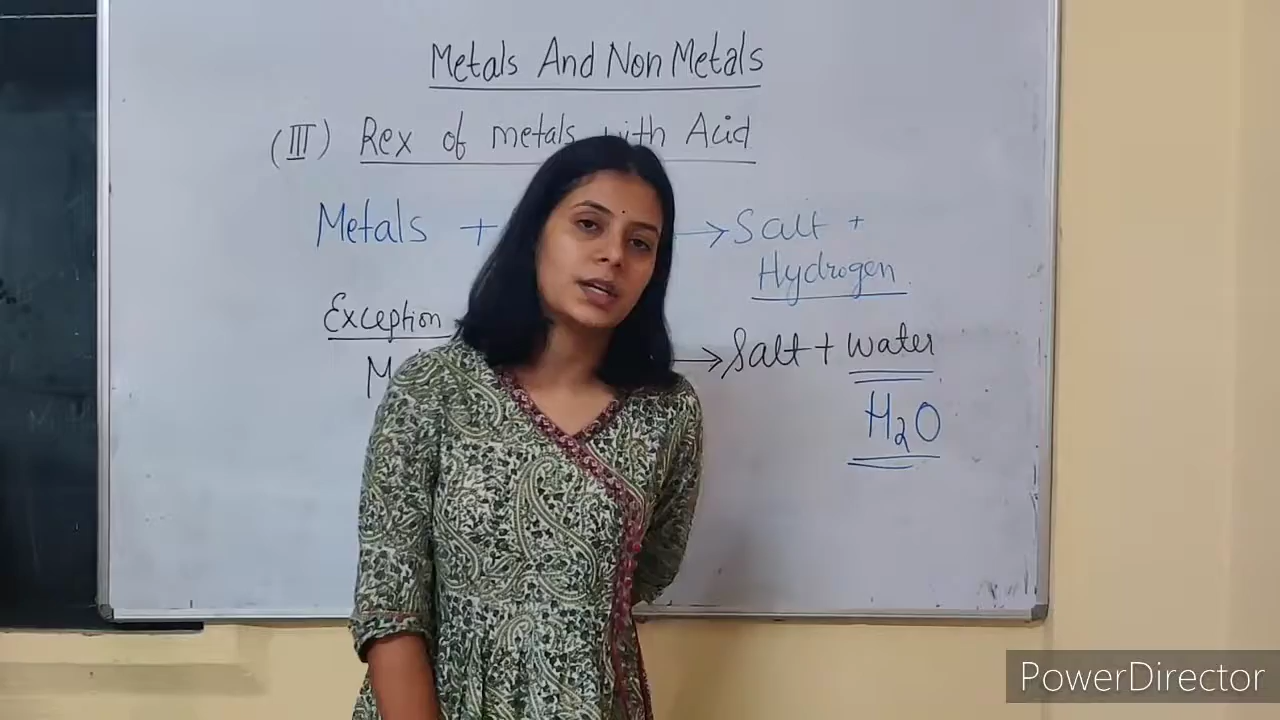 Metals And Non Metals
(III) Rex of metals with Acid
Metals + → Salt +
Hydrogen
Exception
→ Salt + water
H₂O
PowerDirector